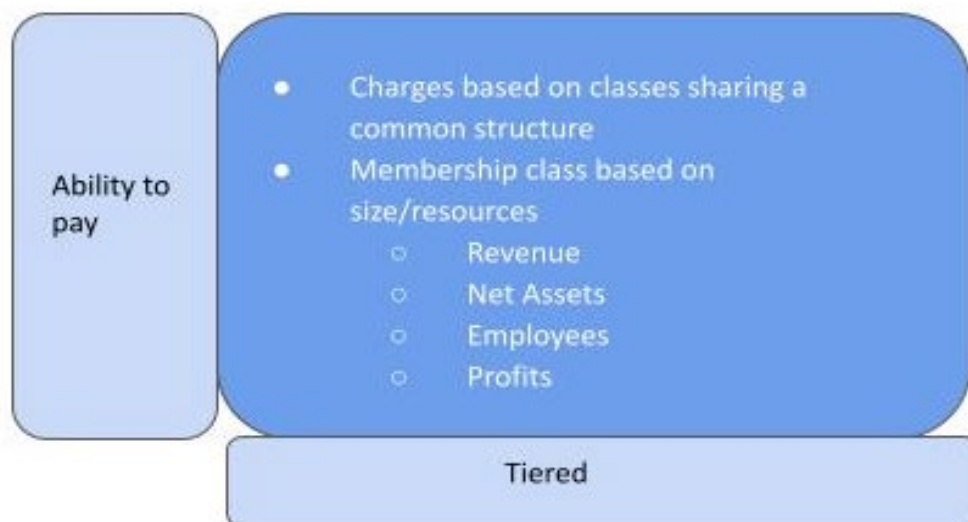 Ability to
pay
● Charges based on classes sharing a
common structure
● Membership class based on
size/resources
○ Revenue
○ Net Assets
○ Employees
○ Profits
Tiered